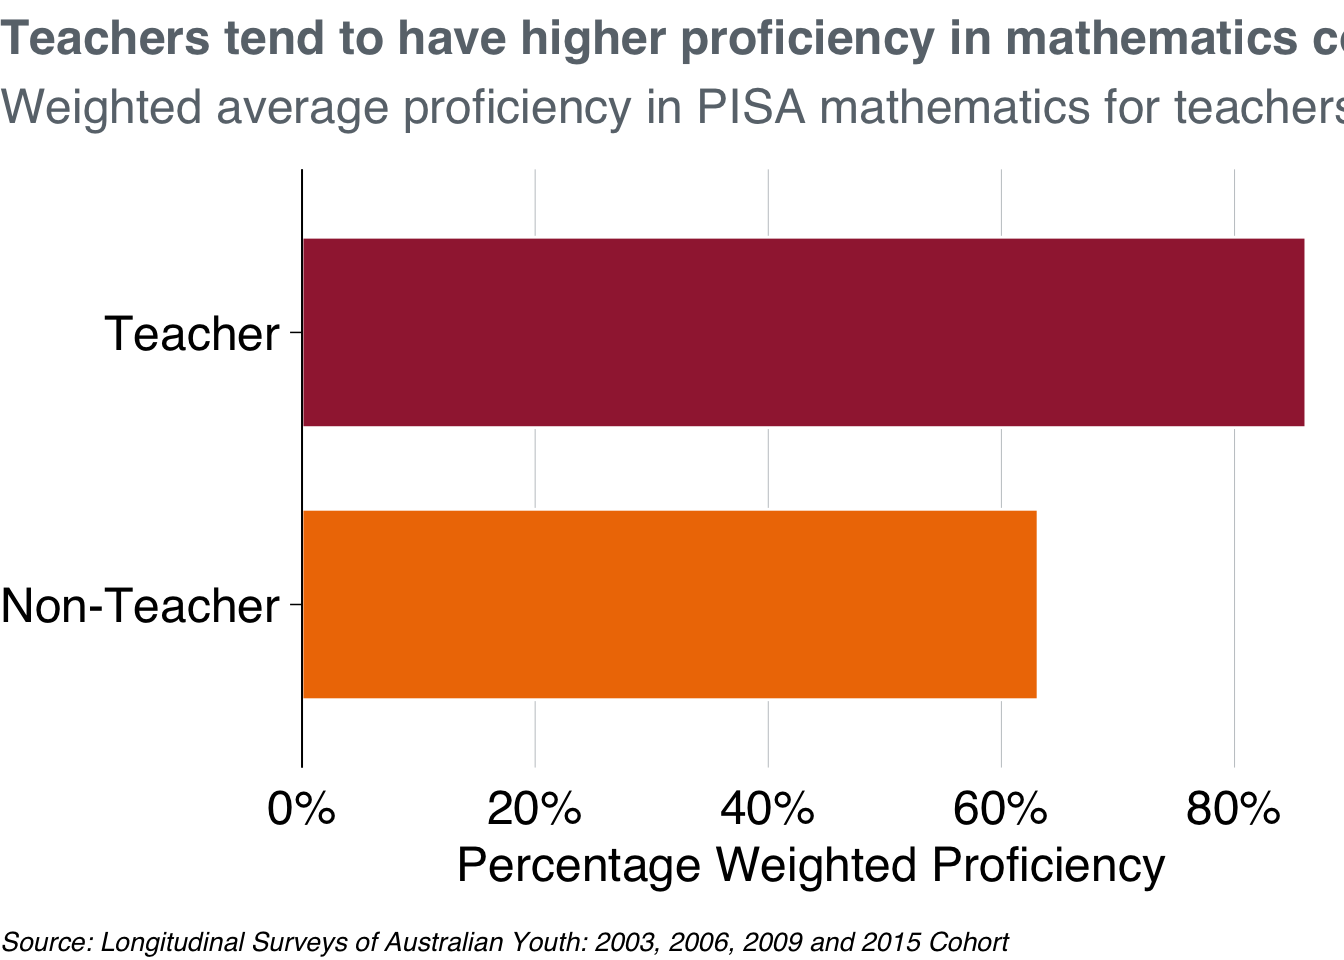 Teachers tend to have higher proficiency in mathematics
Weighted average proficiency in PISA mathematics for teachers
Teacher
Non-Teacher
0% 20% 40% 60% 80%
Percentage Weighted Proficiency
Source: Longitudinal Surveys of Australian Youth: 2003, 2006, 2009 and 2015 Cohort